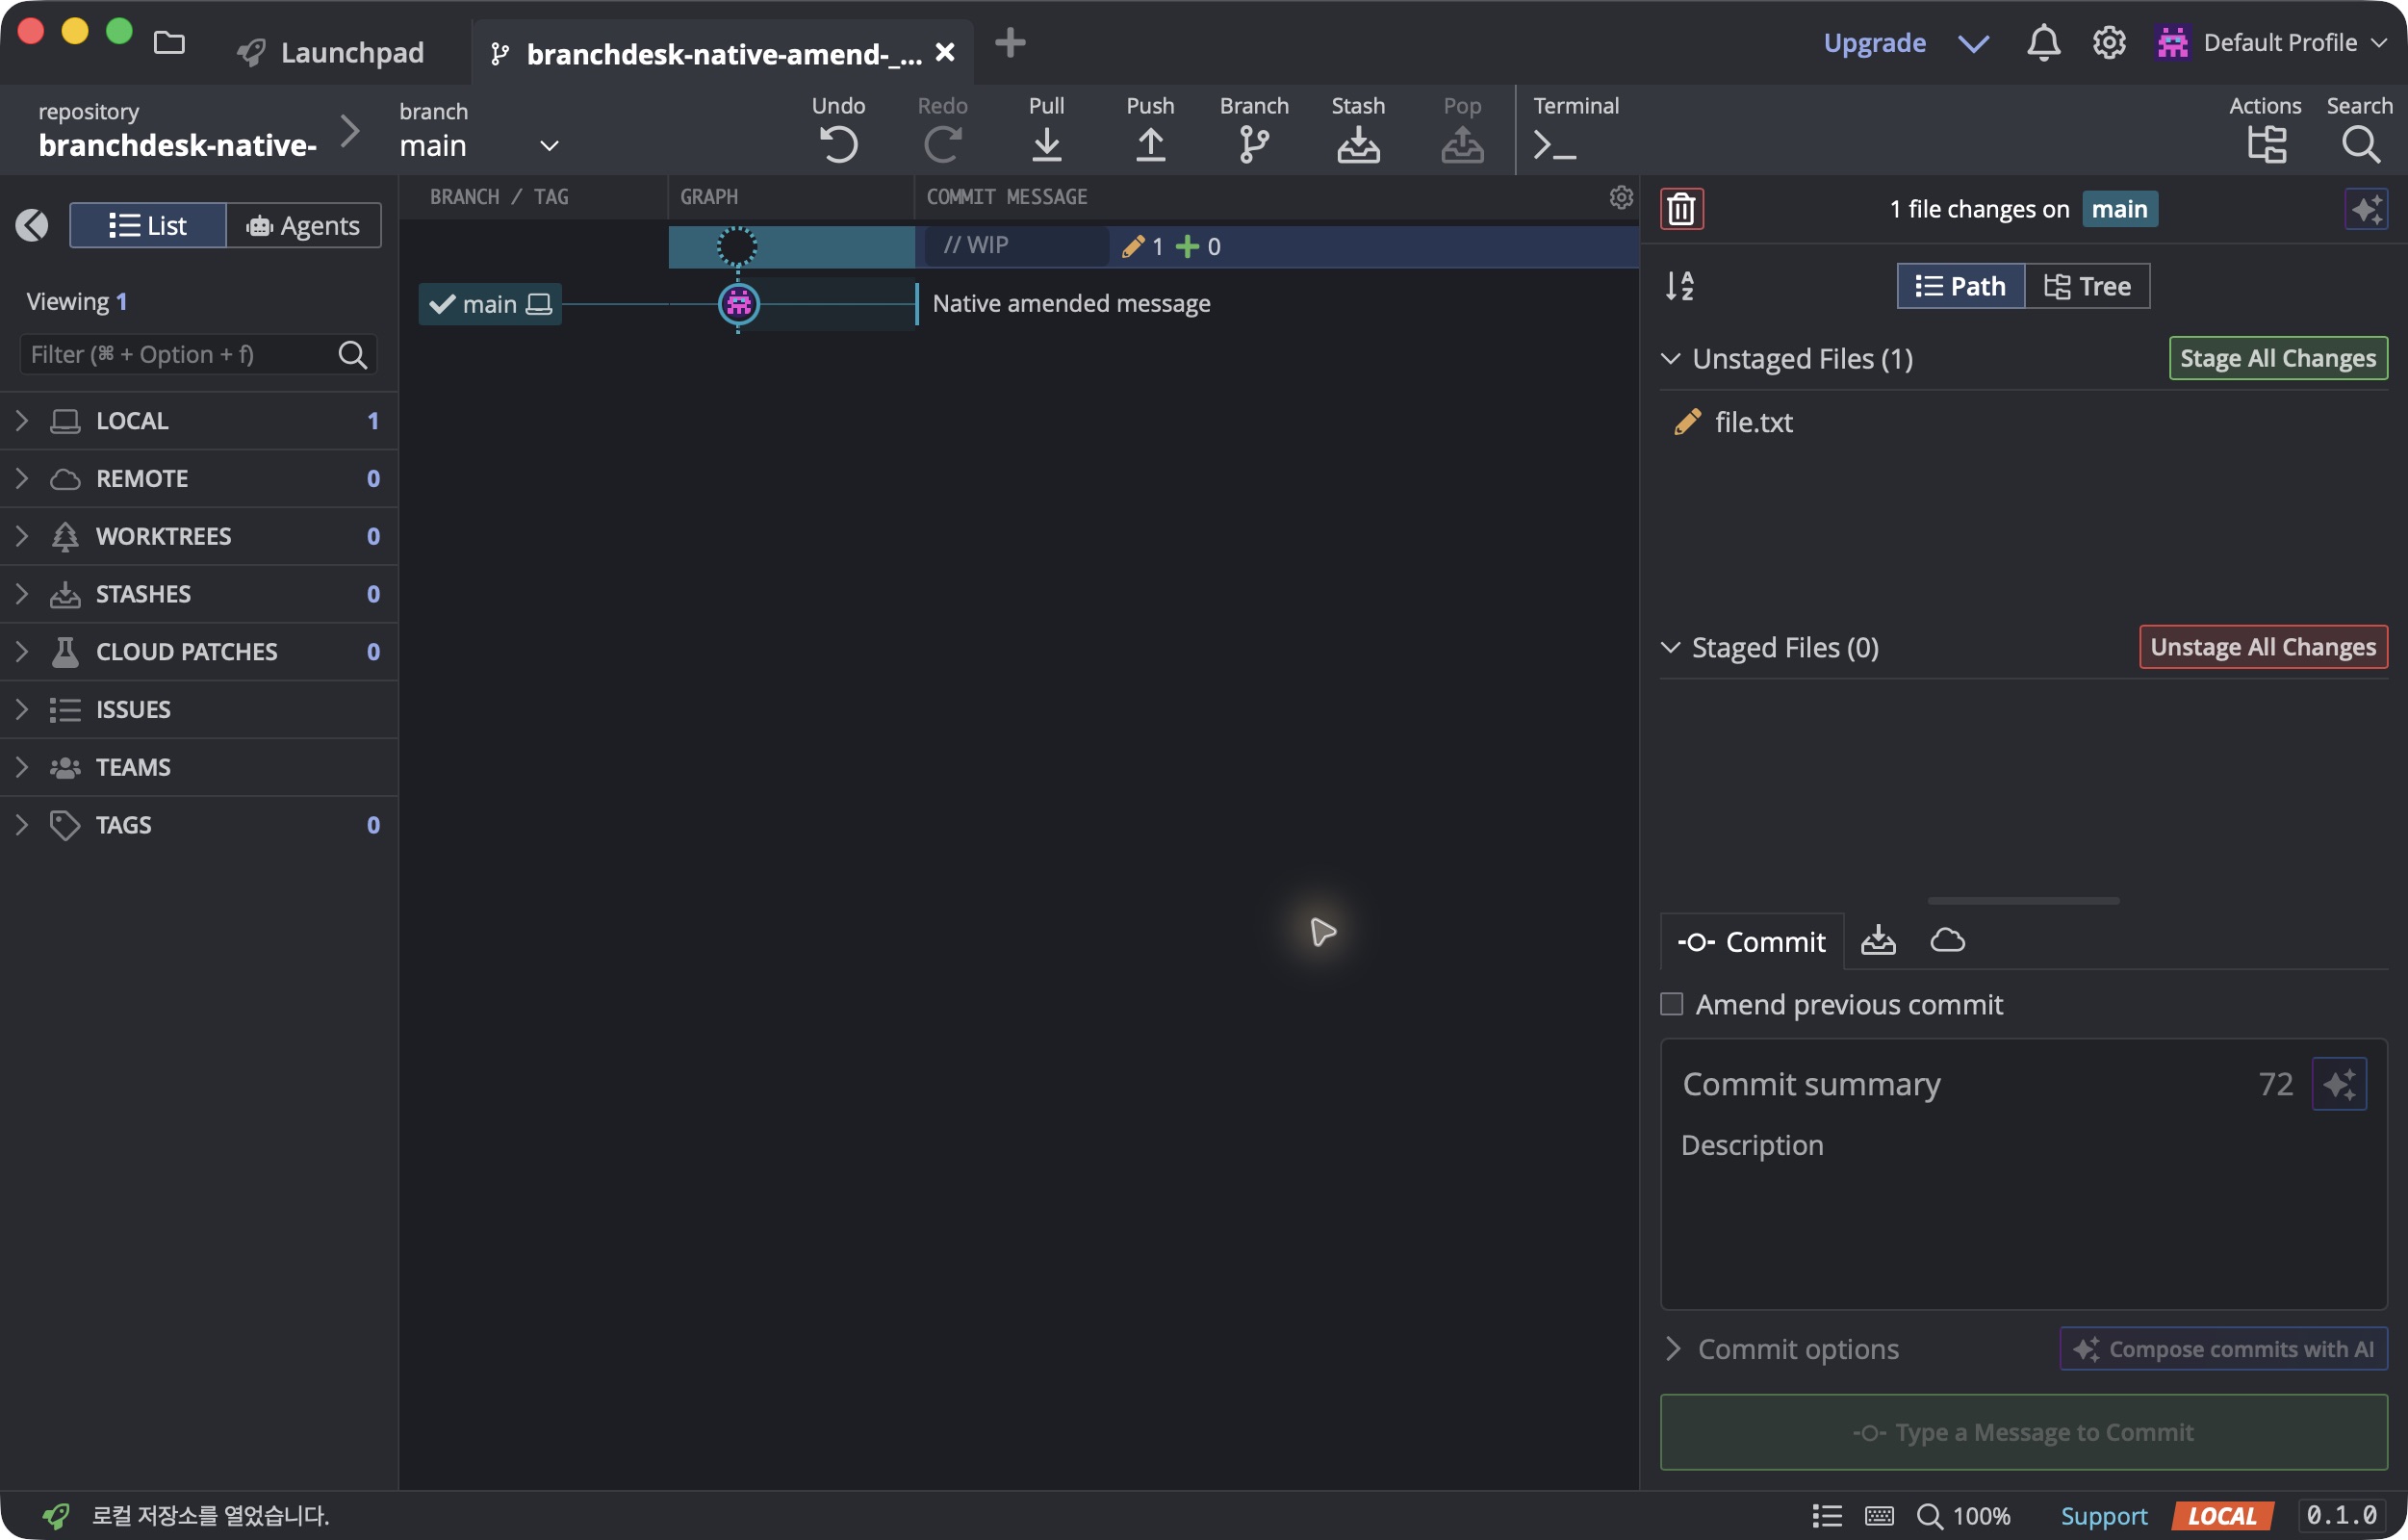 Launchpad
branchdesk-native-amend-_...
Upgrade
Default Profile
repository
branchdesk-native-
branch
main
Undo
Redo
Pull
Push
Branch
Stash
Pop
Terminal
Actions
Search
List
Agents
Viewing 1
Filter (⌘ + Option + f)
LOCAL 1
REMOTE 0
WORKTREES 0
STASHES 0
CLOUD PATCHES 0
ISSUES
TEAMS
TAGS 0
BRANCH / TAG
GRAPH
COMMIT MESSAGE
// WIP
1
0
main
Native amended message
1 file changes on main
Path
Tree
Unstaged Files (1)
Stage All Changes
file.txt
Staged Files (0)
Unstage All Changes
Commit
Amend previous commit
Commit summary
72
Description
Commit options
Compose commits with AI
Type a Message to Commit
로컬 저장소를 열었습니다.
100%
Support
LOCAL
0.1.0